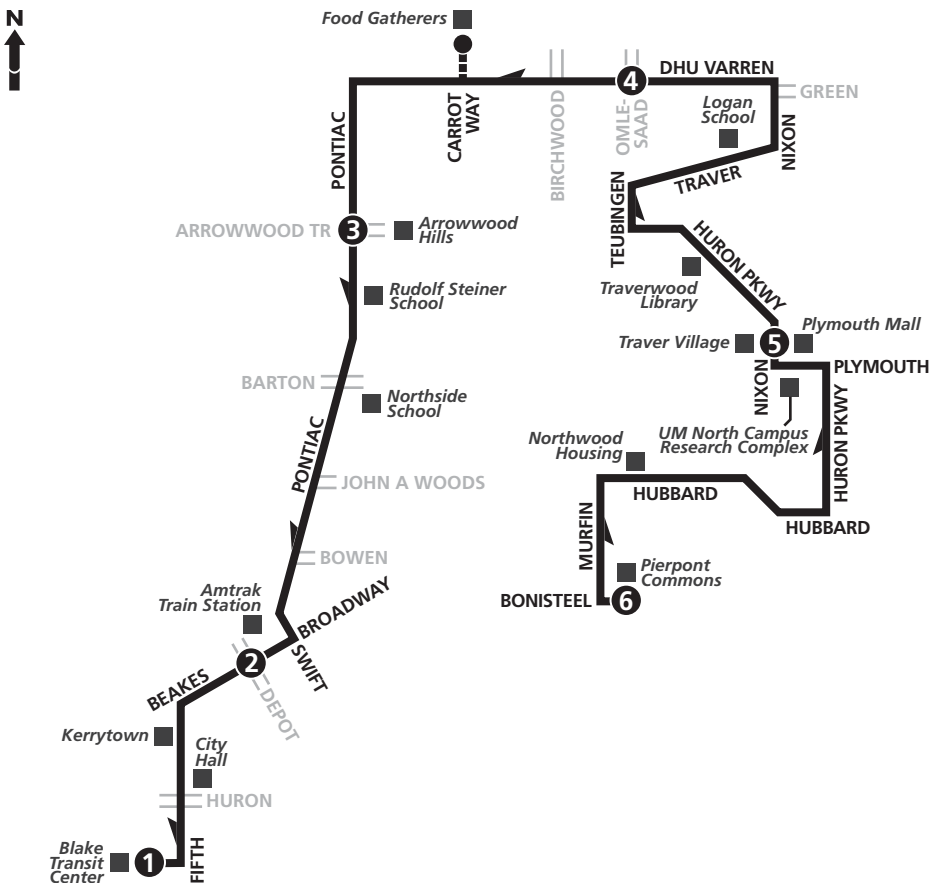 N
Food Gatherers
DHU VARREN
4
GREEN
Logan
School
CARROT
WAY
BIRCHWOOD
OMLE-
SAAD
NIXON
PONTIAC
TRAVER
TEUBINGEN
ARROWWOOD TR
3
Arrowwood
Hills
HURON PKWY
Rudolf Steiner
School
Traverwood
Library
Traver Village
5
Plymouth Mall
PLYMOUTH
NIXON
BARTON
Northside
School
UM North Campus
Research Complex
HURON PKWY
Northwood
Housing
PONTIAC
JOHN A WOODS
HUBBARD
HUBBARD
MURFIN
BOWEN
Pierpont
Commons
BONISTEEL
6
Amtrak
Train Station
BROADWAY
SWIFT
2
BEAKES
DEPOT
Kerrytown
City
Hall
HURON
FIFTH
Blake
Transit
Center
1